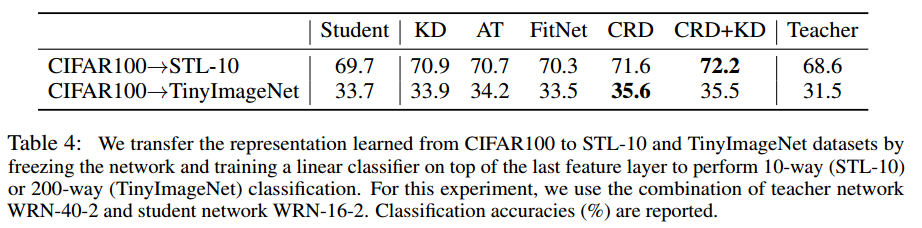 Student KD AT FitNet CRD CRD+KD Teacher
CIFAR100→STL-10 69.7 70.9 70.7 70.3 71.6 72.2 68.6
CIFAR100→TinyImageNet 33.7 33.9 34.2 33.5 35.6 35.5 31.5
Table 4: We transfer the representation learned from CIFAR100 to STL-10 and TinyImageNet datasets by
freezing the network and training a linear classifier on top of the last feature layer to perform 10-way (STL-10)
or 200-way (TinyImageNet) classification. For this experiment, we use the combination of teacher network
WRN-40-2 and student network WRN-16-2. Classification accuracies (%) are reported.